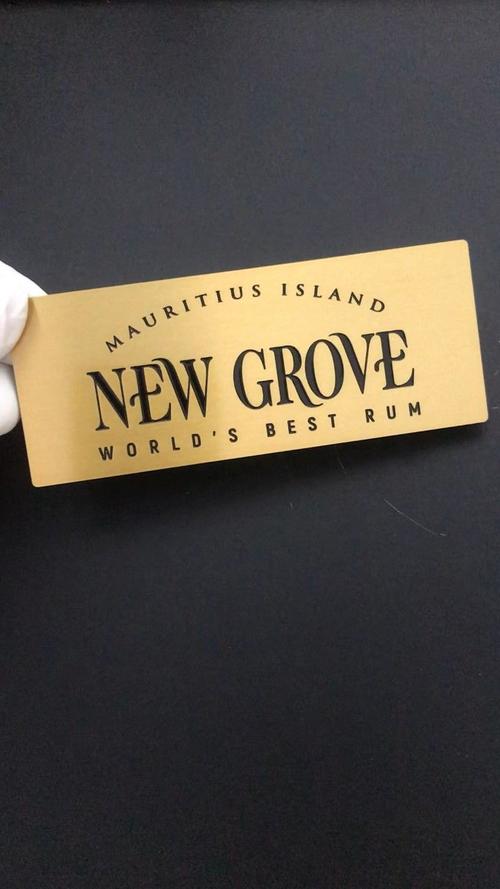 MAURITIUS ISLAND
NEW GROVE
WORLD'S BEST RUM